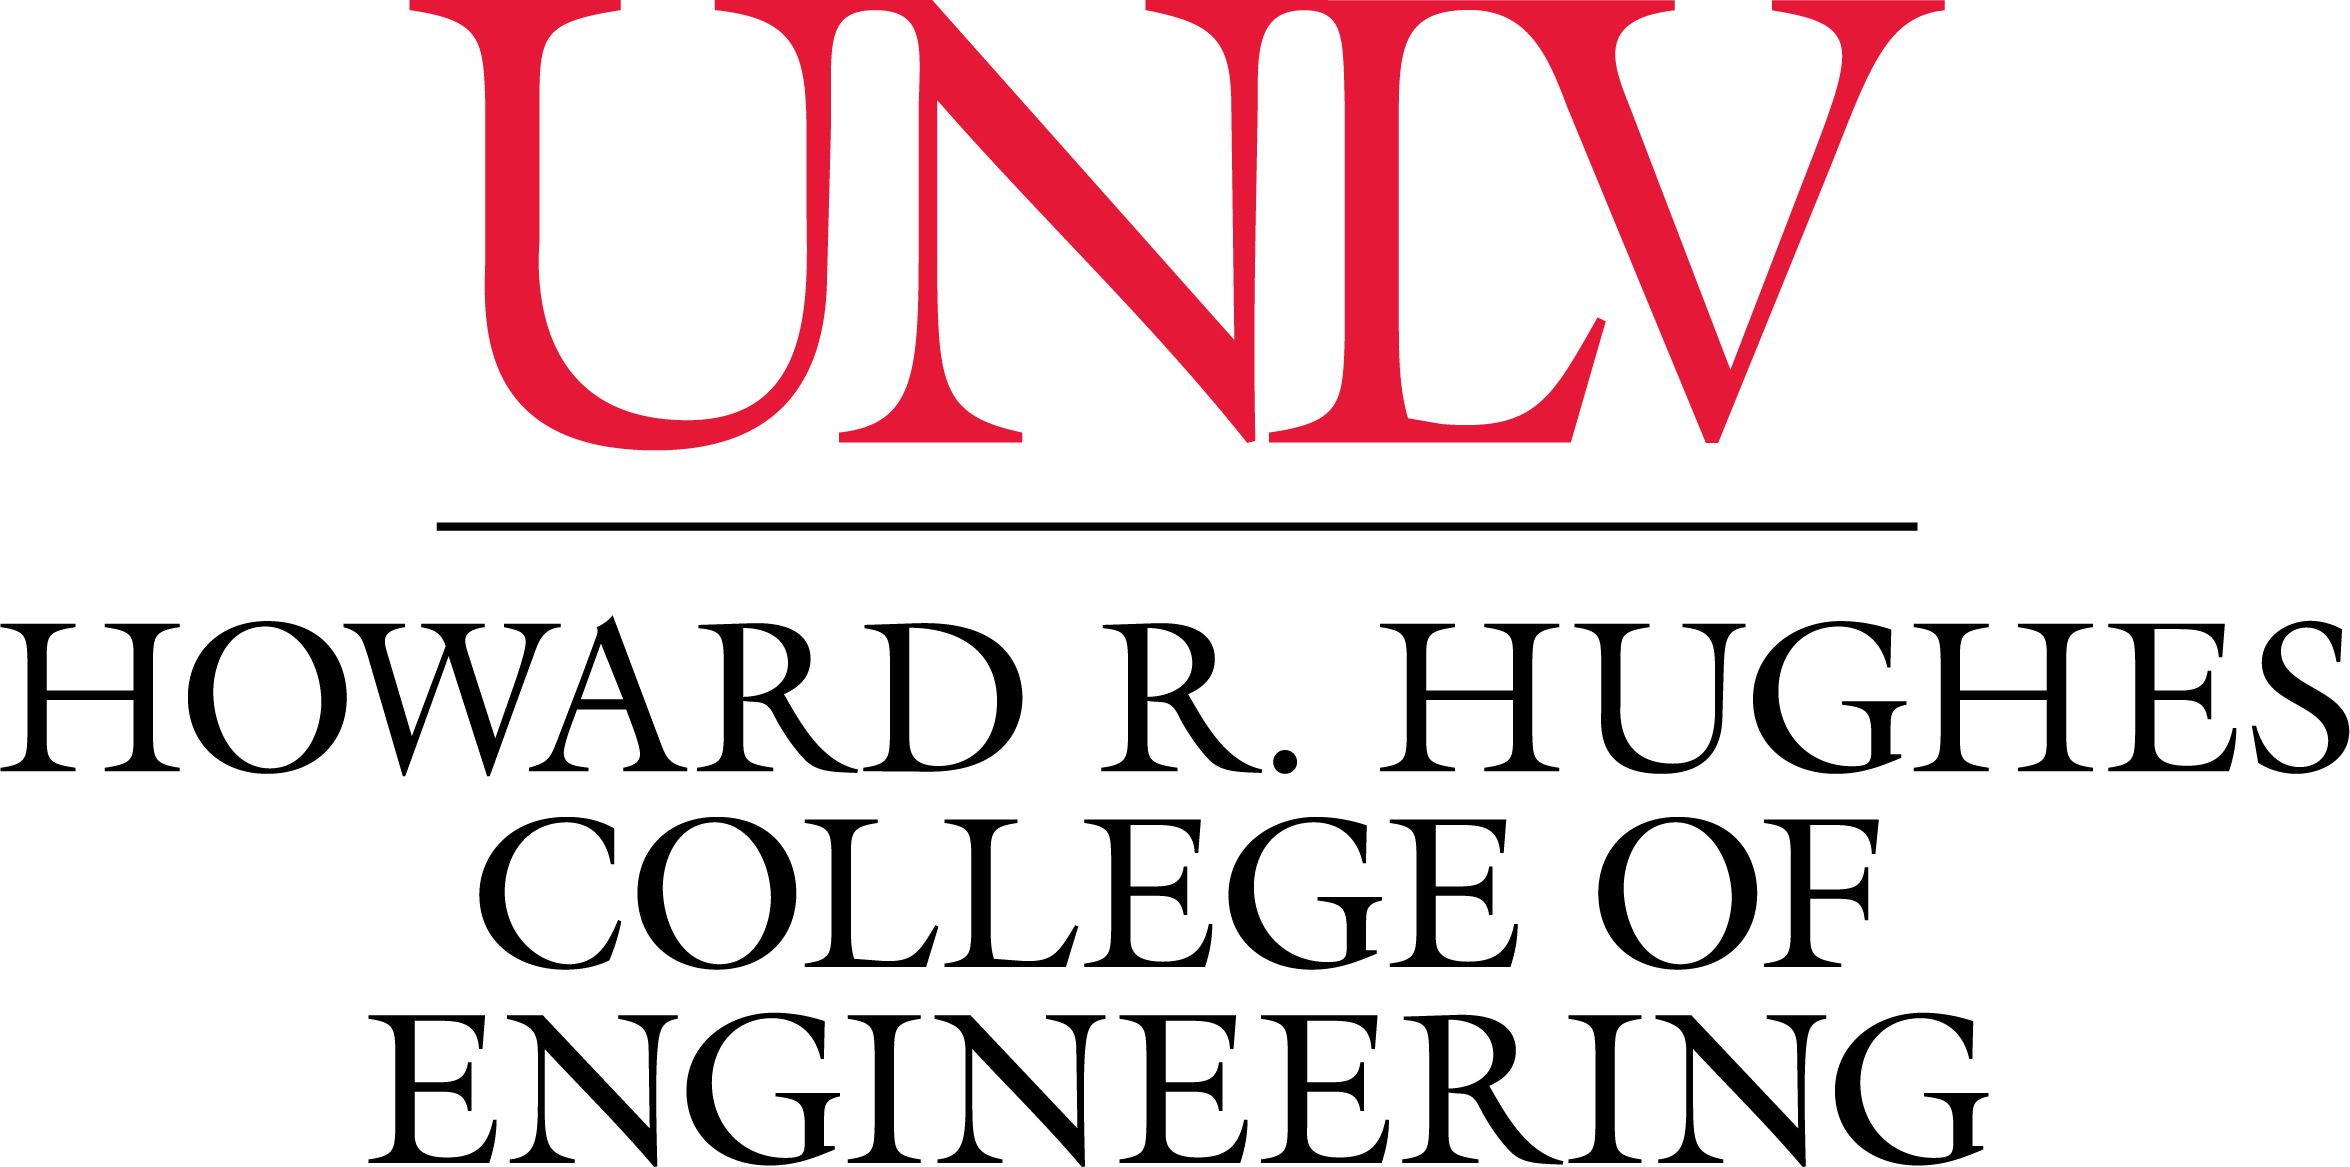 UNLV
HOWARD R. HUGHES
COLLEGE OF
ENGINEERING